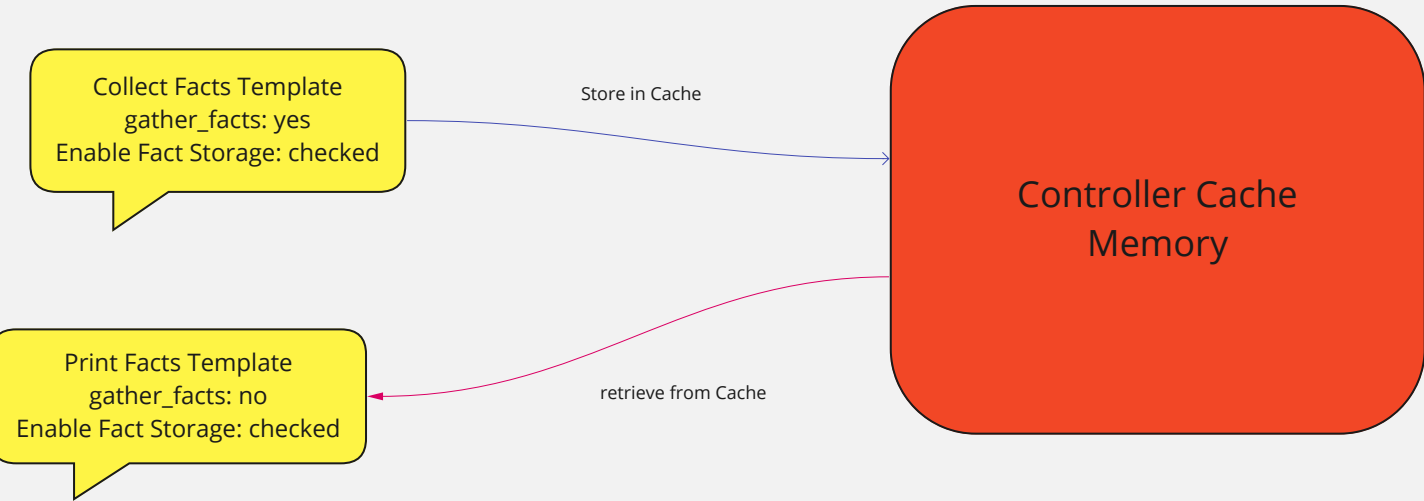 Collect Facts Template
gather_facts: yes
Enable Fact Storage: checked
Store in Cache
Controller Cache
Memory
Print Facts Template
gather_facts: no
Enable Fact Storage: checked
retrieve from Cache